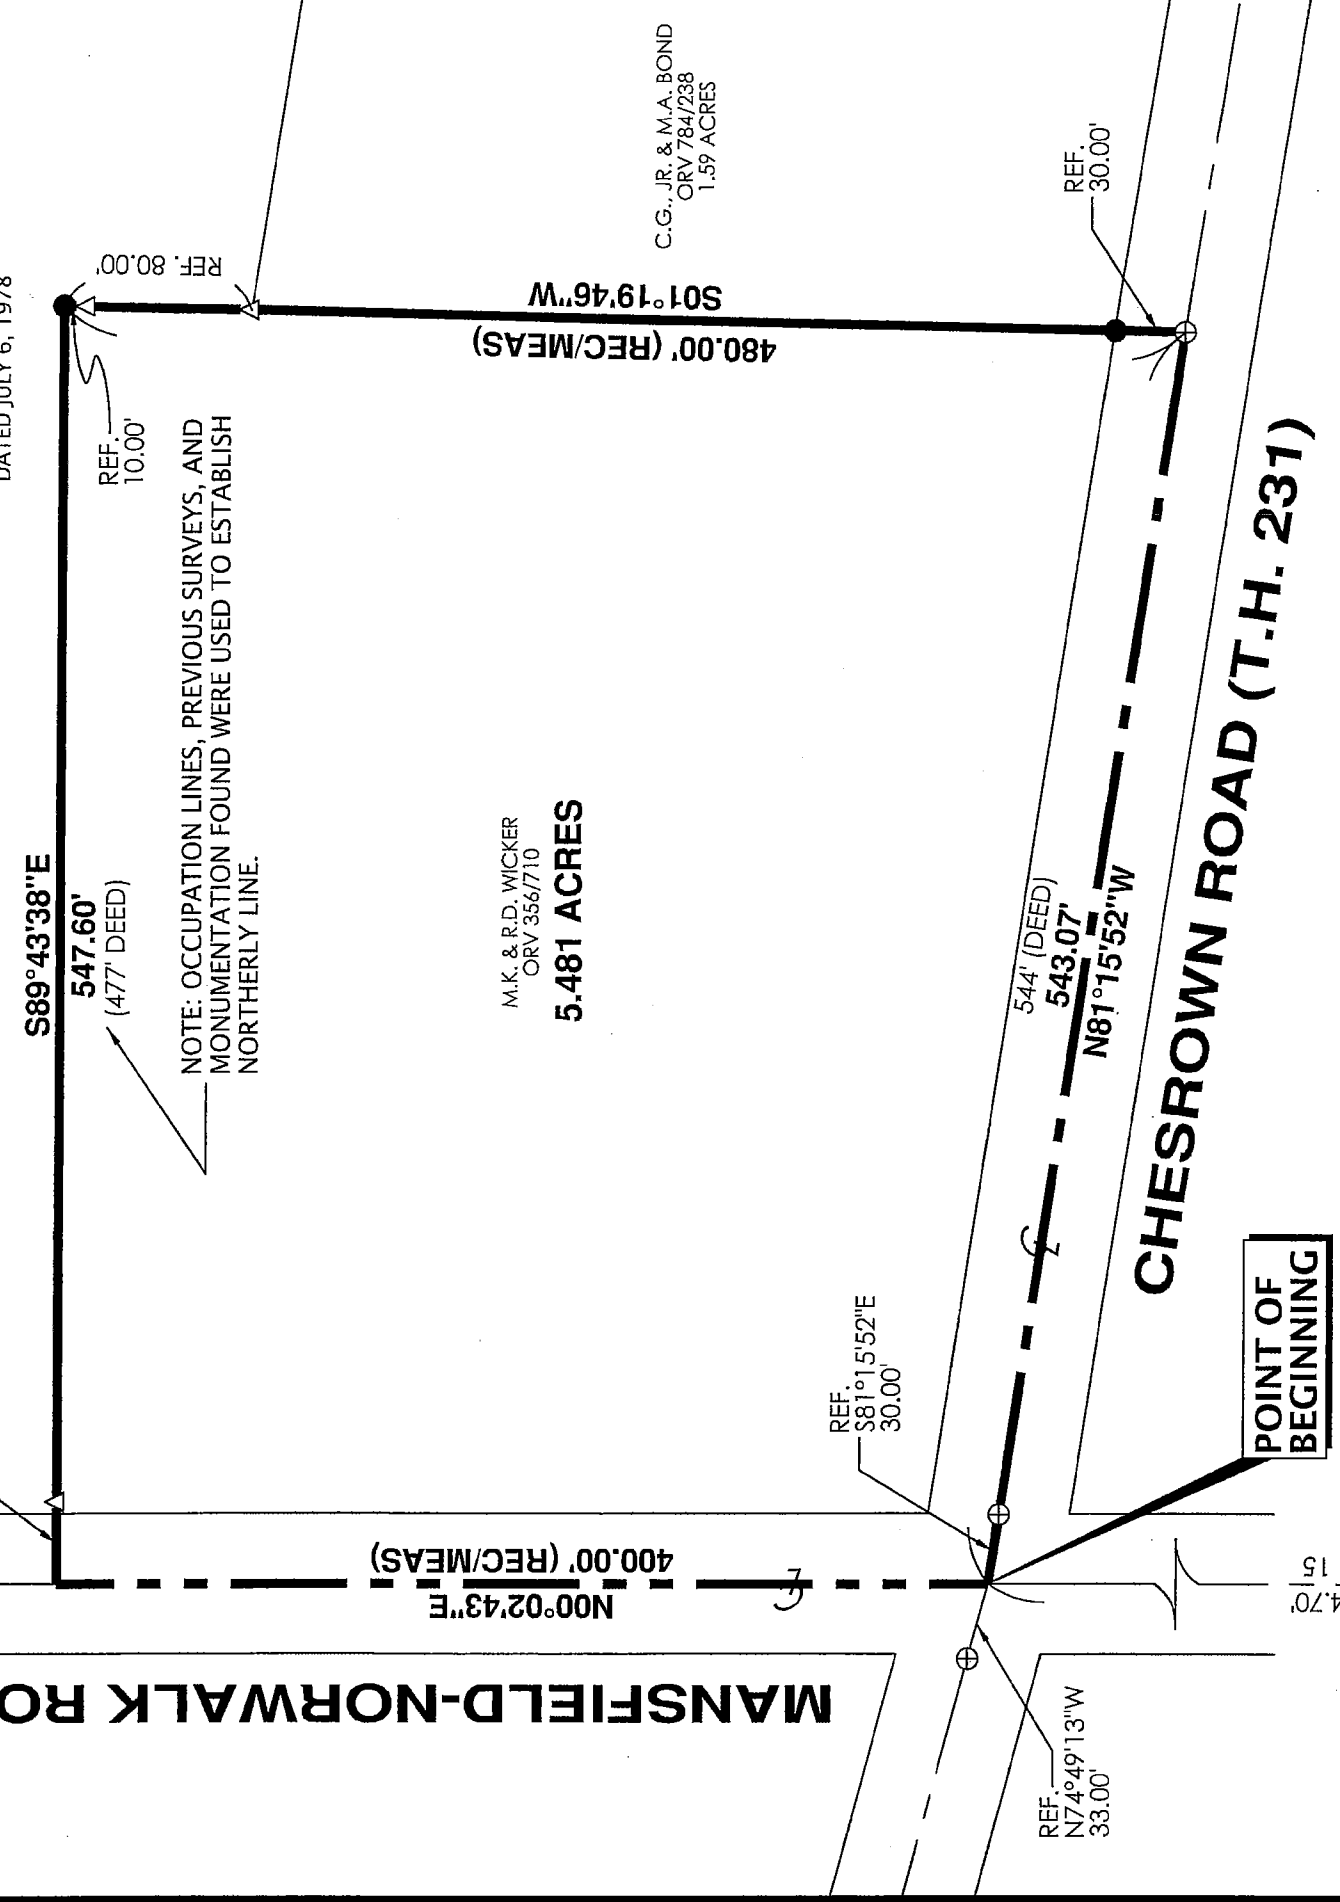 DATED JULY 6, 1978
S89°43'38"E
547.60'
(477' DEED)
REF.
10.00'
REF. 80.00'
NOTE: OCCUPATION LINES, PREVIOUS SURVEYS, AND
MONUMENTATION FOUND WERE USED TO ESTABLISH
NORTHERLY LINE.
S01°19'46"W
480.00' (REC/MEAS)
C.G., JR. & M.A. BOND
ORV 784/238
1.59 ACRES
M.K. & R.D. WICKER
ORV 356/710
5.481 ACRES
N00°02'43"E
400.00' (REC/MEAS)
REF.
S81°15'52"E
30.00'
544' (DEED)
543.07'
N81°15'52"W
REF.
30.00'
CHESROWN ROAD (T.H. 231)
POINT OF
BEGINNING
MANSFIELD-NORWALK RO
REF.
N74°49'13"W
33.00'
4.70'
15